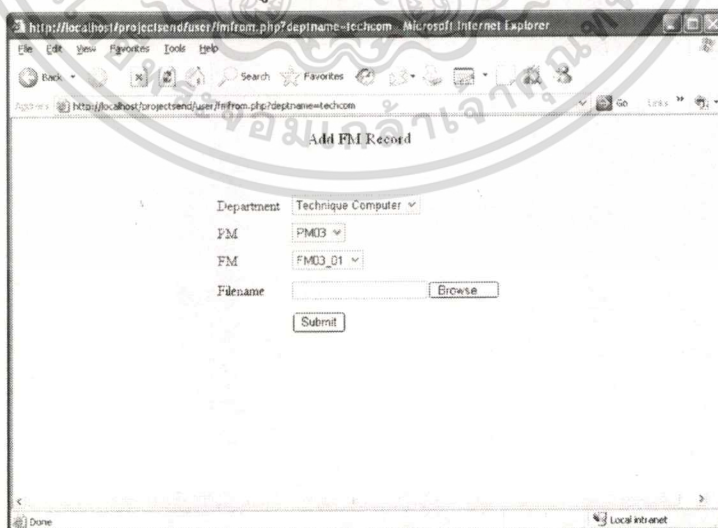 http://localhost/projectsend/user/fmfrom.php?deptname=techcom - Microsoft Internet Explorer
File Edit View Favorites Tools Help
Back Search Favorites
Address http://localhost/projectsend/user/fmfrom.php?deptname=techcom Go Links
Add FM Record
Department Technique Computer
PM PM03
FM FM03_01
Filename Browse
Submit
Done Local intranet